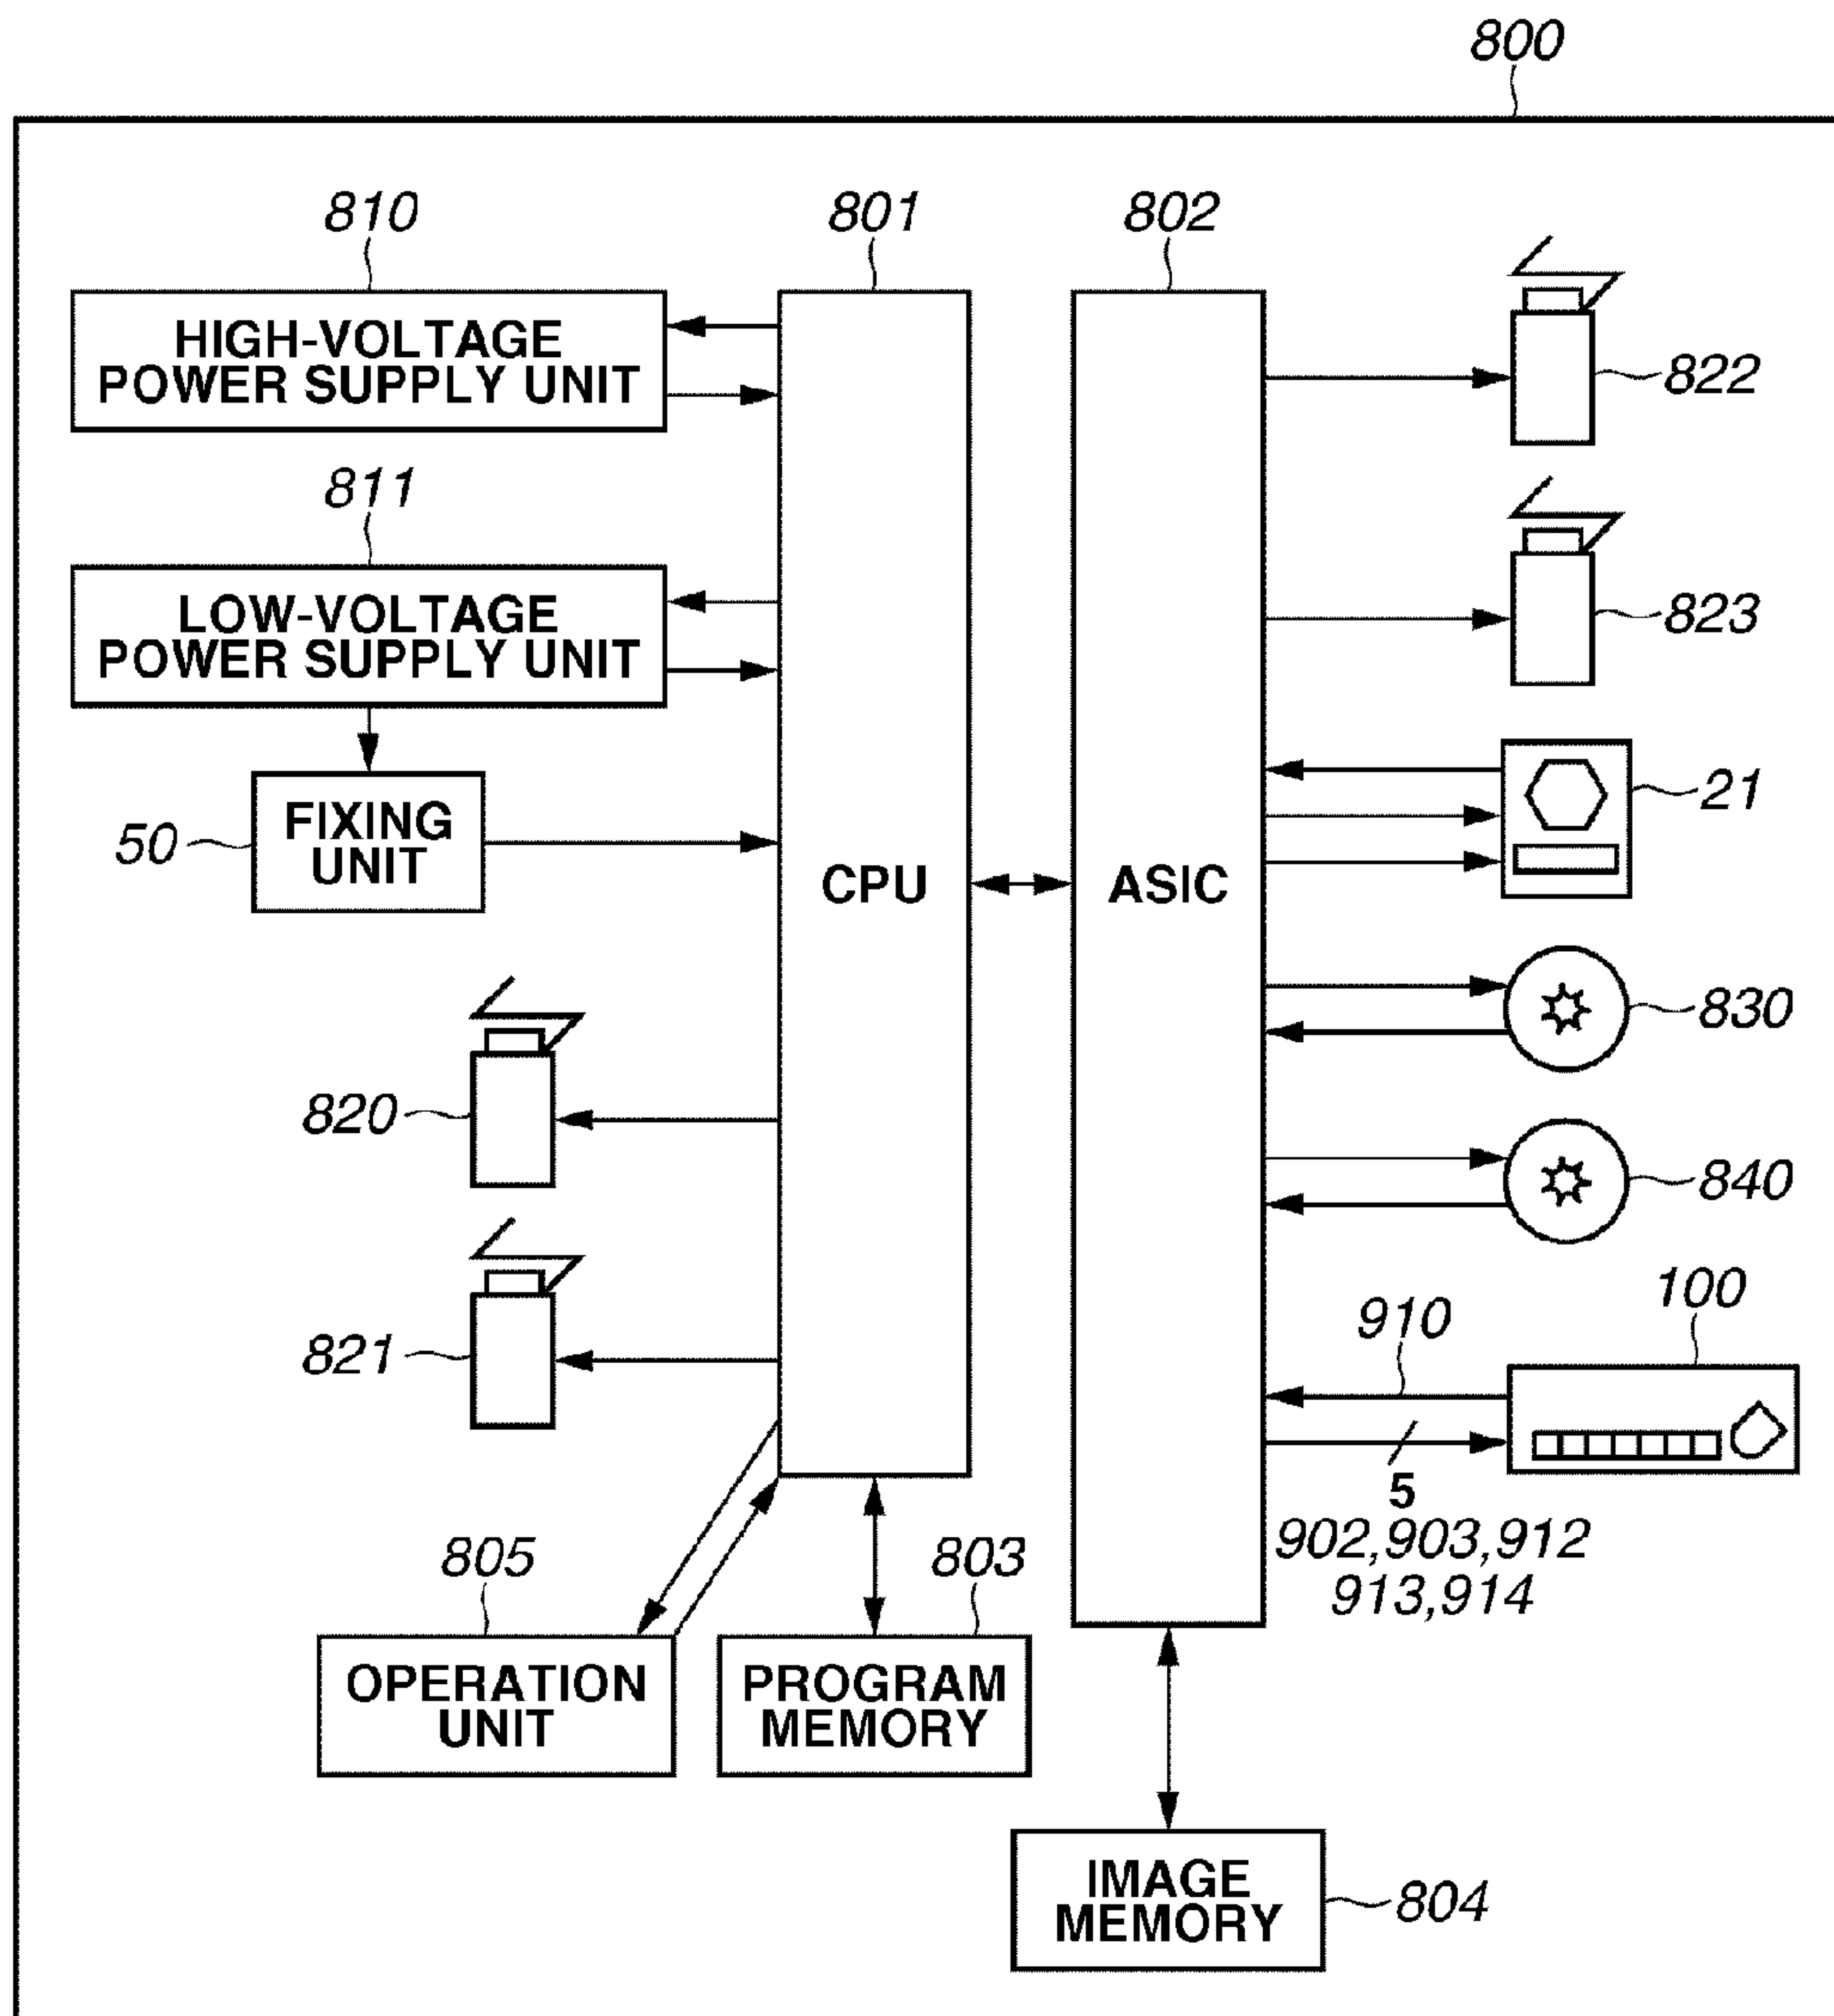 800
810
801
802
HIGH-VOLTAGE
POWER SUPPLY UNIT
822
811
LOW-VOLTAGE
POWER SUPPLY UNIT
823
21
50
FIXING
UNIT
CPU
ASIC
830
820
840
821
910
100
5
902,903,912
913,914
805
803
OPERATION
UNIT
PROGRAM
MEMORY
IMAGE
MEMORY
804